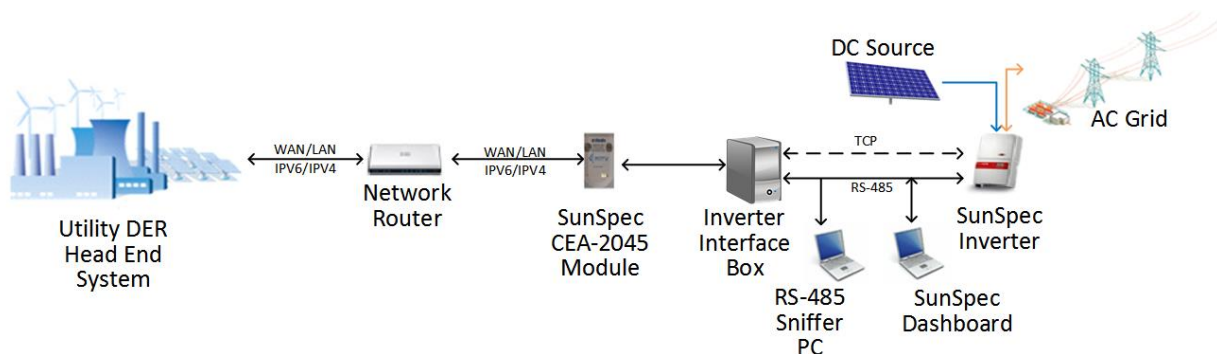 DC Source
AC Grid
WAN/LAN
IPV6/IPV4
WAN/LAN
IPV6/IPV4
TCP
RS-485
Utility DER
Head End
System
Network
Router
SunSpec
CEA-2045
Module
Inverter
Interface
Box
SunSpec
Inverter
RS-485
Sniffer
PC
SunSpec
Dashboard